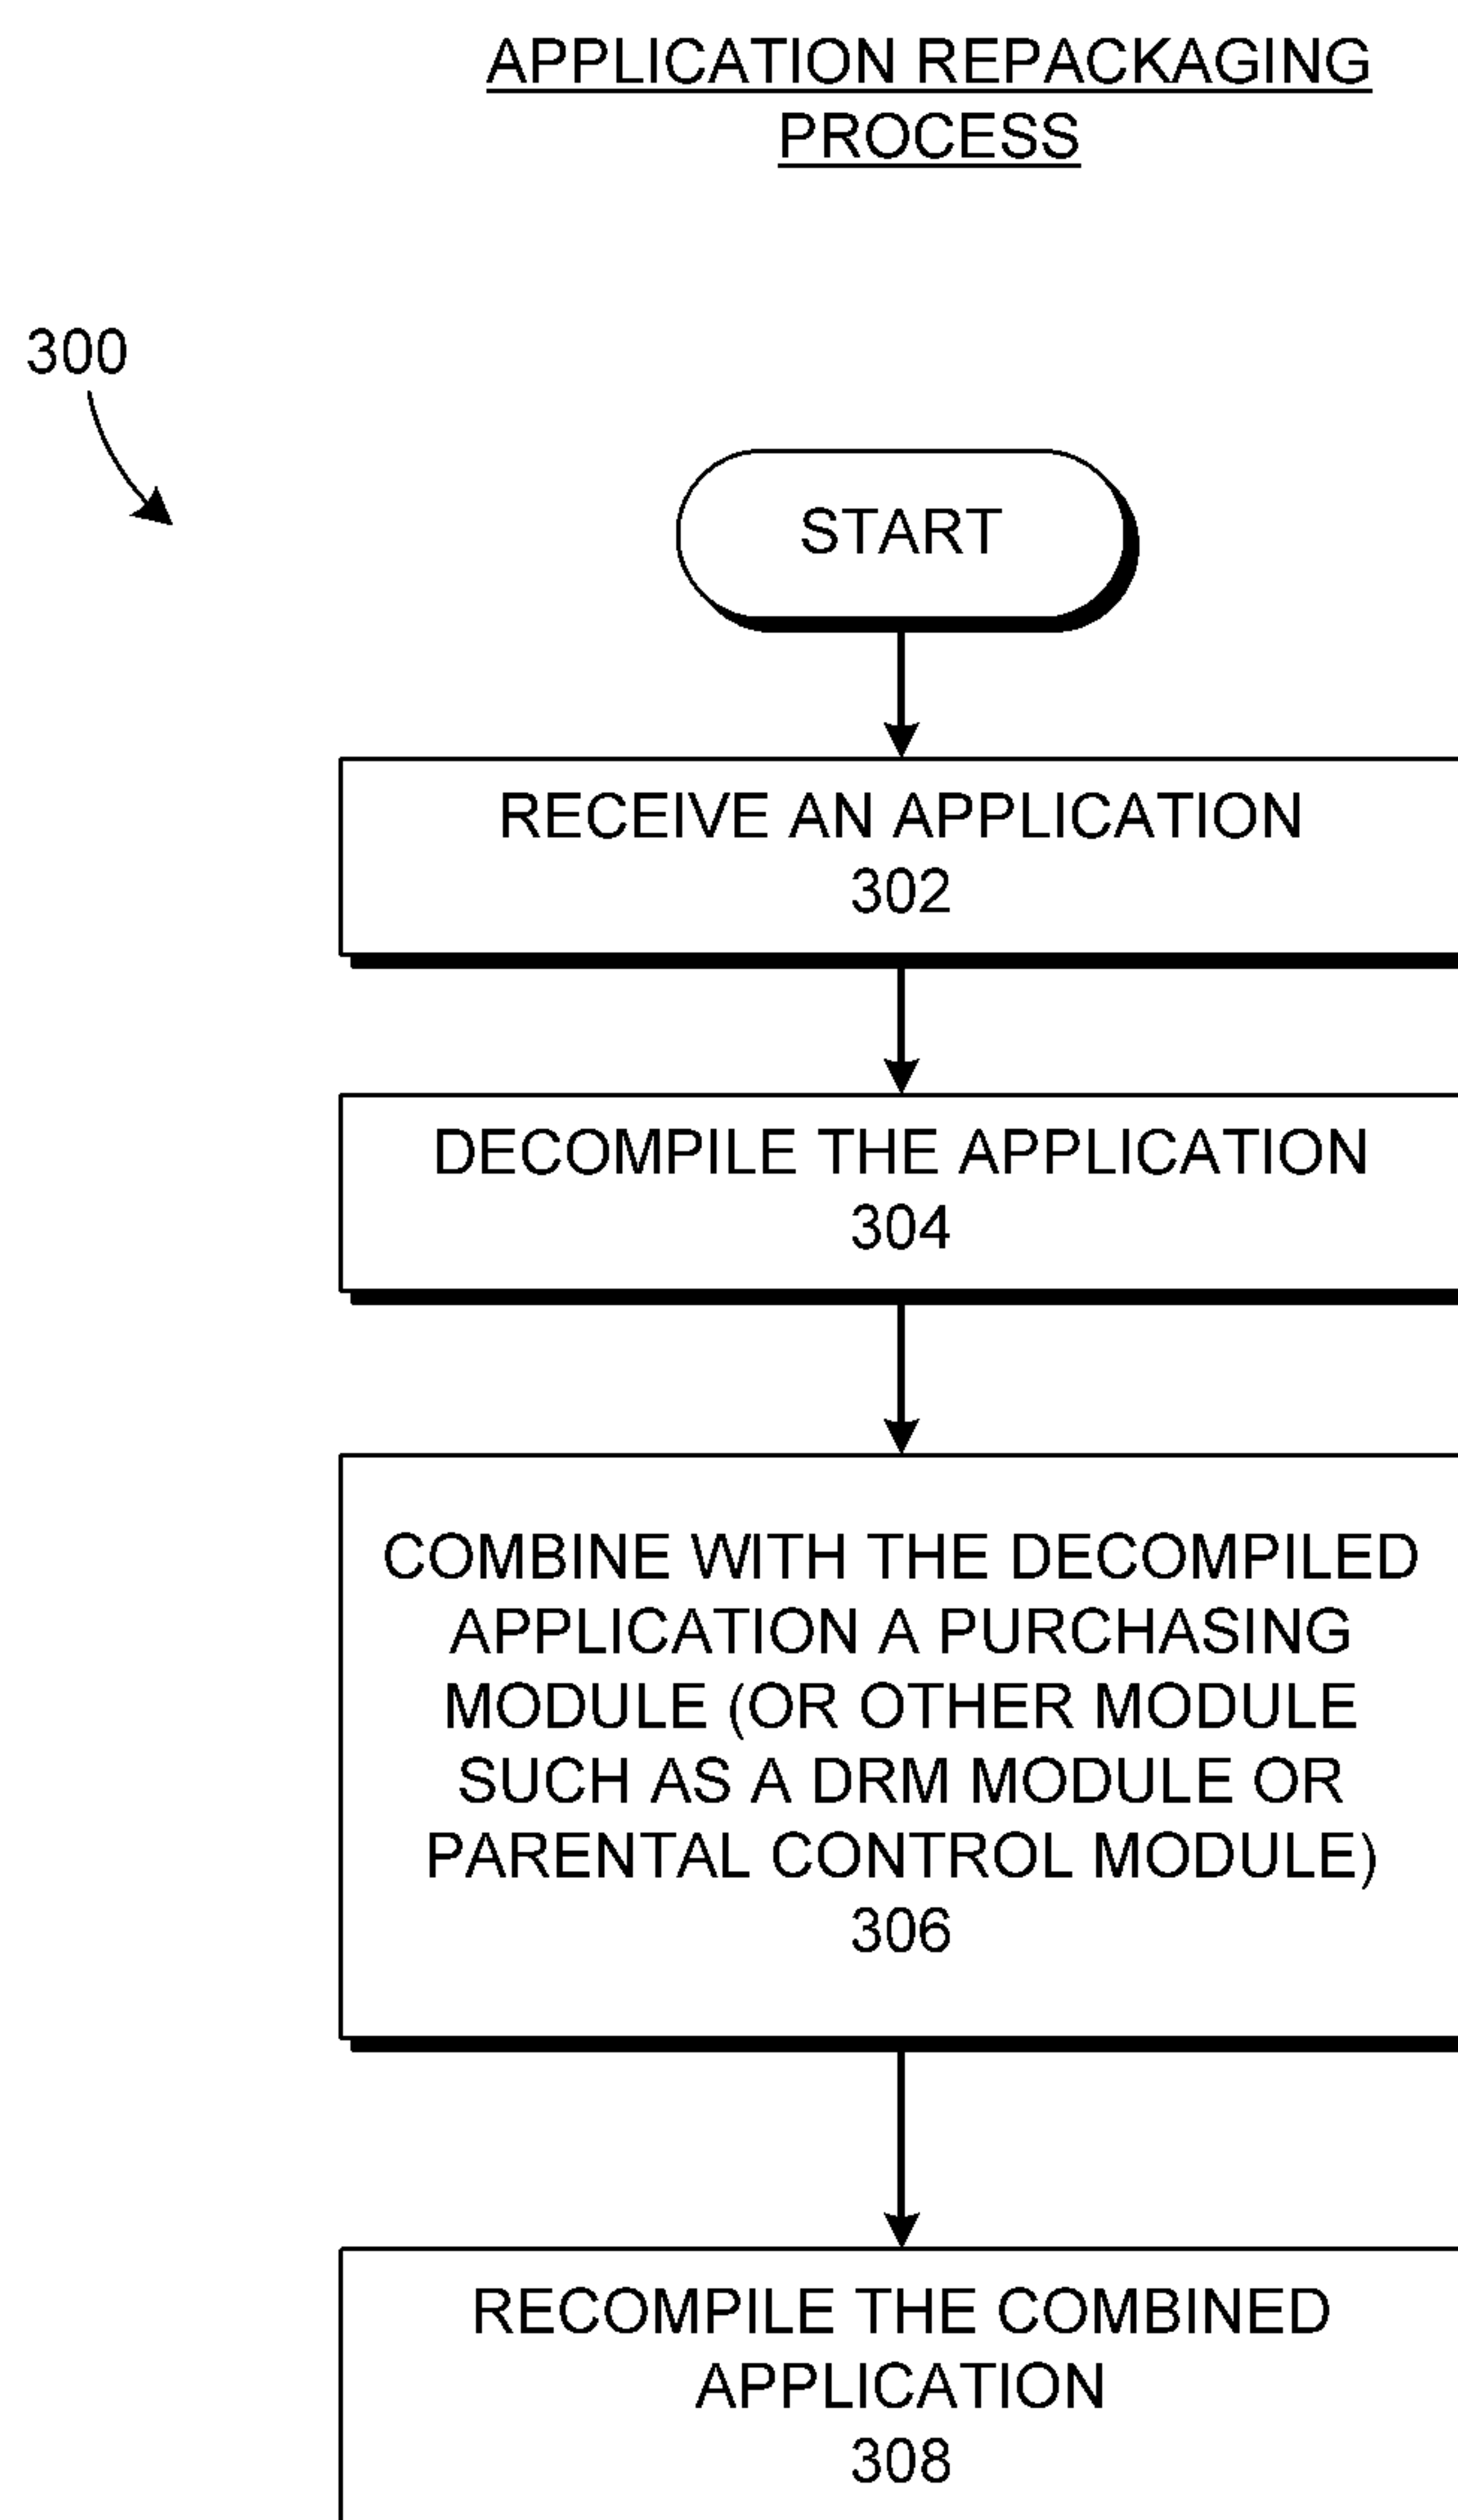 APPLICATION REPACKAGING
PROCESS
300
START
RECEIVE AN APPLICATION
302
DECOMPILE THE APPLICATION
304
COMBINE WITH THE DECOMPILED
APPLICATION A PURCHASING
MODULE (OR OTHER MODULE
SUCH AS A DRM MODULE OR
PARENTAL CONTROL MODULE)
306
RECOMPILE THE COMBINED
APPLICATION
308